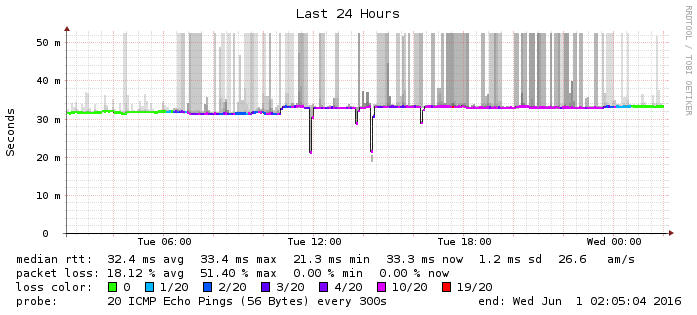 Last 24 Hours
RRDTOOL / TOBI OETIKER
Seconds
50 m
40 m
30 m
20 m
10 m
0
Tue 06:00 Tue 12:00 Tue 18:00 Wed 00:00
median rtt: 32.4 ms avg 33.4 ms max 21.3 ms min 33.3 ms now 1.2 ms sd 26.6 am/s
packet loss: 18.12 % avg 51.40 % max 0.00 % min 0.00 % now
loss color: 0 1/20 2/20 3/20 4/20 10/20 19/20
probe: 20 ICMP Echo Pings (56 Bytes) every 300s end: Wed Jun 1 02:05:04 2016